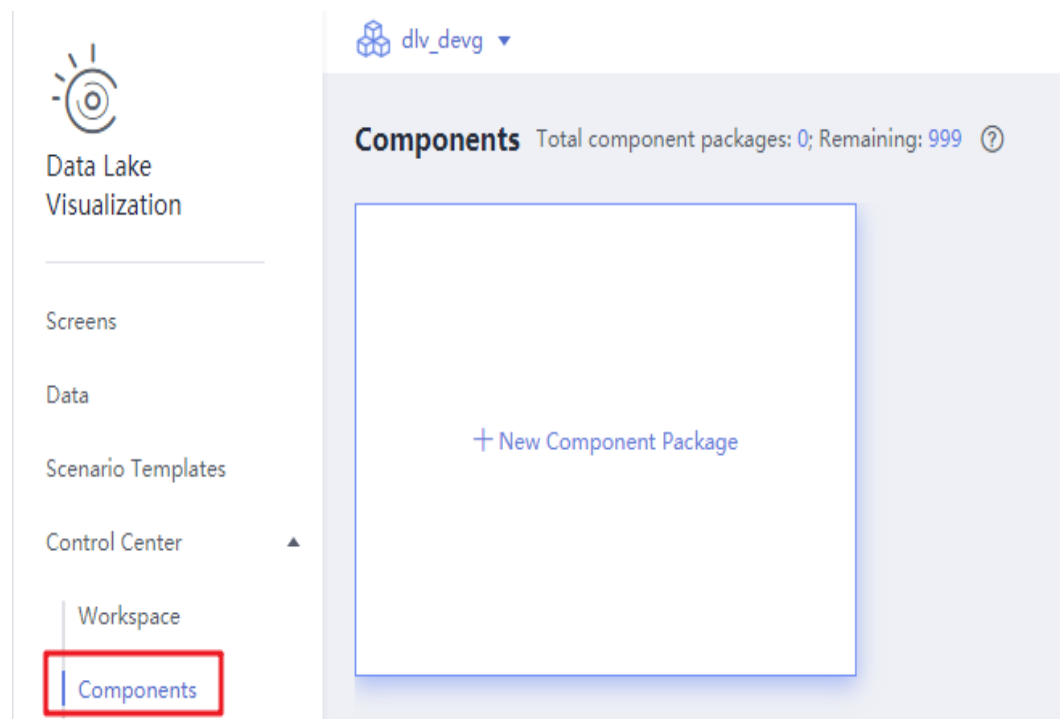 Data Lake
Visualization
Screens
Data
Scenario Templates
Control Center
Workspace
Components
dlv_devg
Components Total component packages: 0; Remaining: 999 ?
+ New Component Package